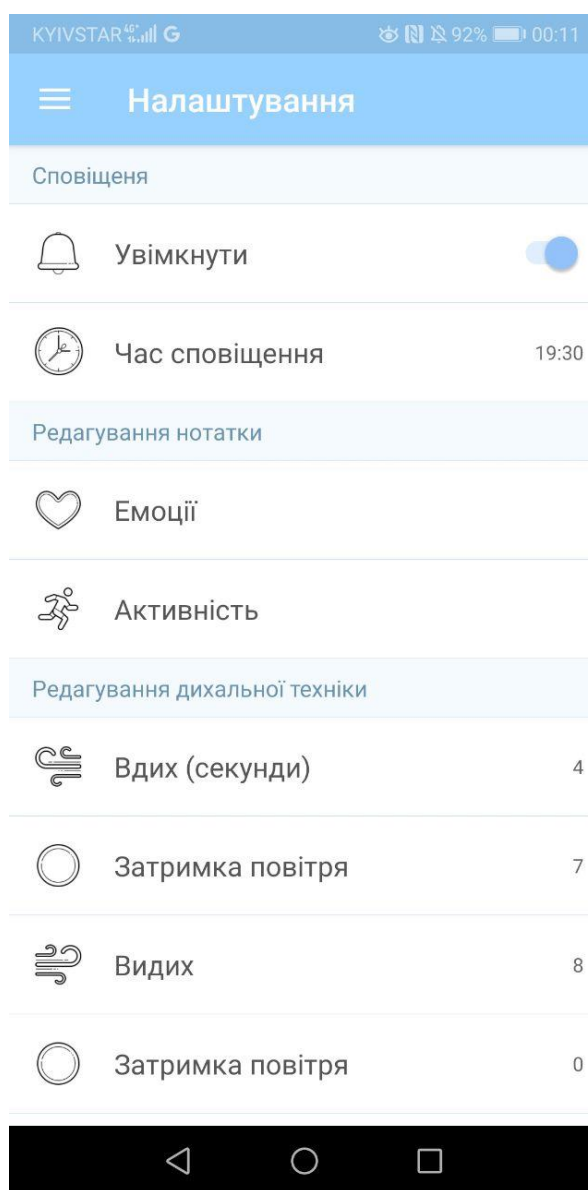 KYIVSTAR 4G+ G 92% 00:11
Налаштування
Сповіщеня
Увімкнути
Час сповіщення 19:30
Редагування нотатки
Емоції
Активність
Редагування дихальної техніки
Вдих (секунди) 4
Затримка повітря 7
Видих 8
Затримка повітря 0